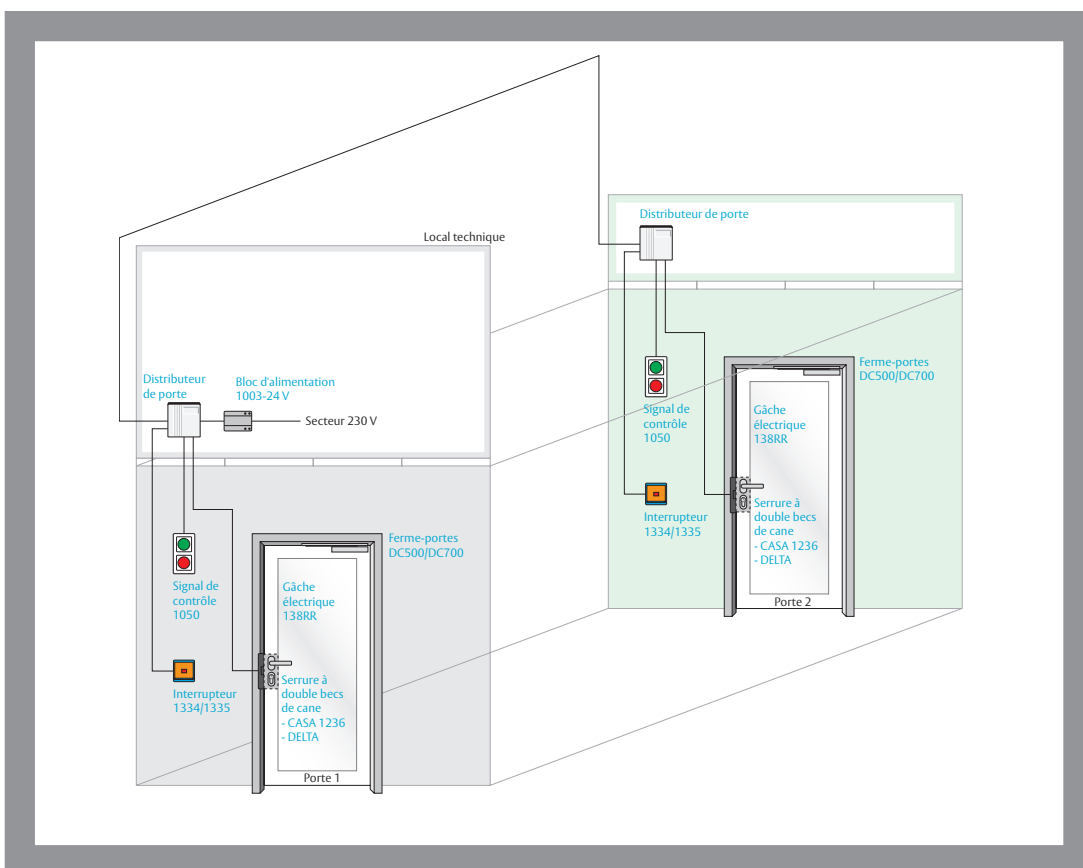 Distributeur de porte
Local technique
Distributeur
de porte
Bloc d'alimentation
1003-24 V
Secteur 230 V
Ferme-portes
DC500/DC700
Signal de
contrôle
1050
Gâche
électrique
138RR
Interrupteur
1334/1335
Serrure à
double becs
de cane
- CASA 1236
- DELTA
Porte 2
Ferme-portes
DC500/DC700
Signal de
contrôle
1050
Gâche
électrique
138RR
Interrupteur
1334/1335
Serrure à
double becs
de cane
- CASA 1236
- DELTA
Porte 1